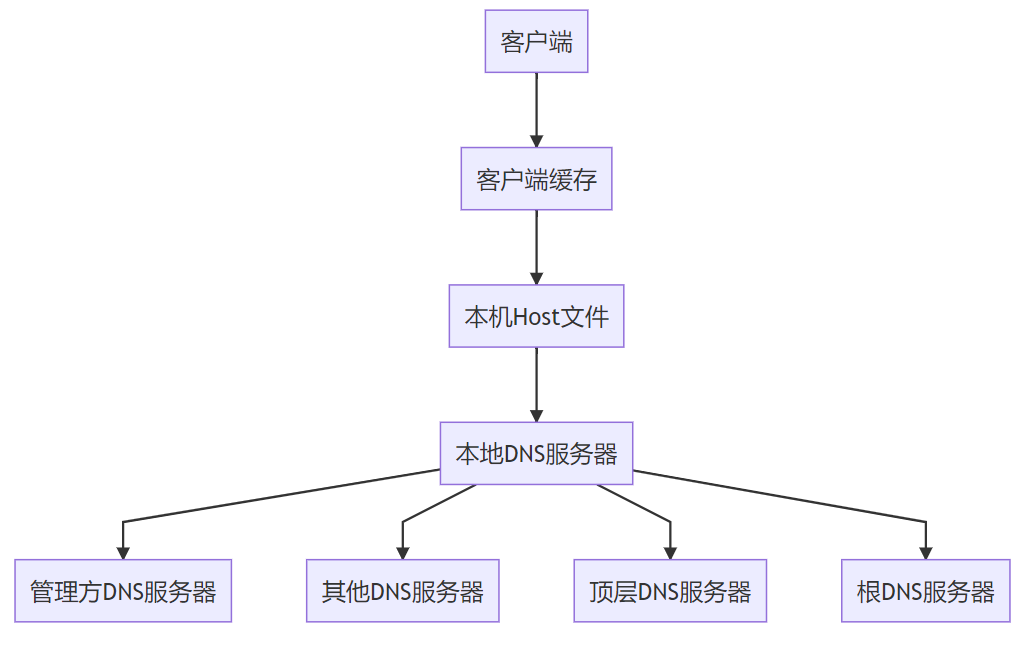 客户端
客户端缓存
本机Host文件
本地DNS服务器
管理方DNS服务器
其他DNS服务器
顶层DNS服务器
根DNS服务器